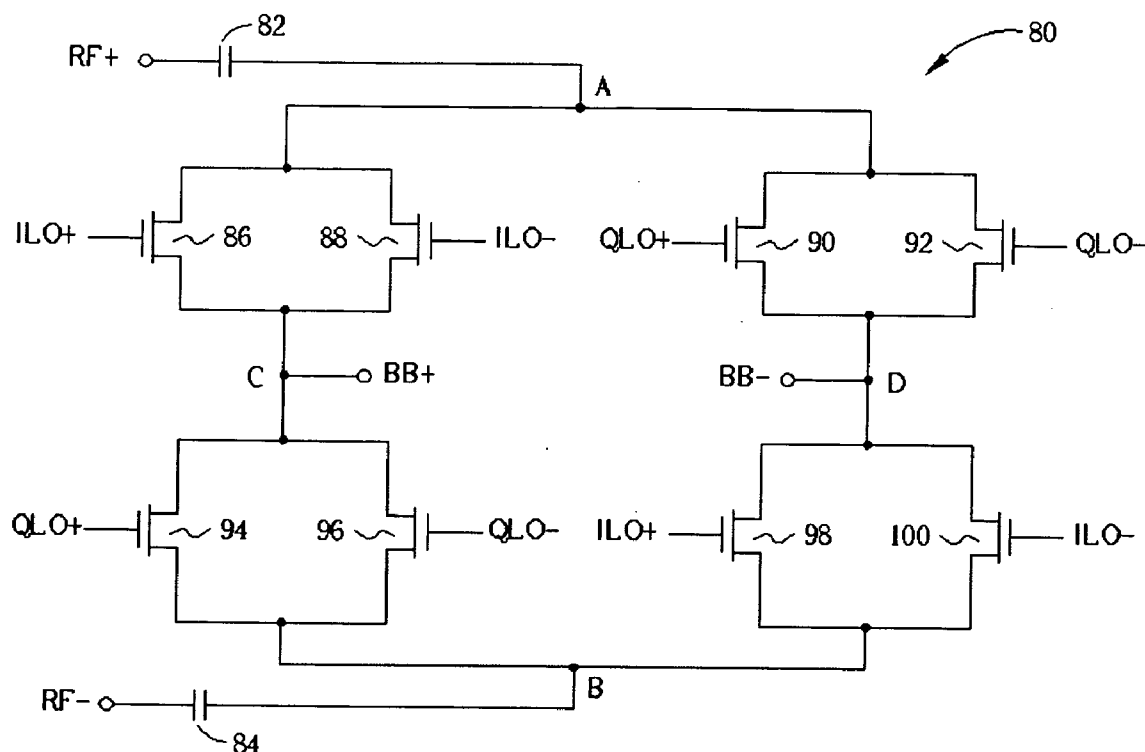 82
80
RF+
A
ILO+ 86 88 ILO- QLO+ 90 92 QLO-
C BB+ BB- D
QLO+ 94 96 QLO- ILO+ 98 100 ILO-
B
RF-
84